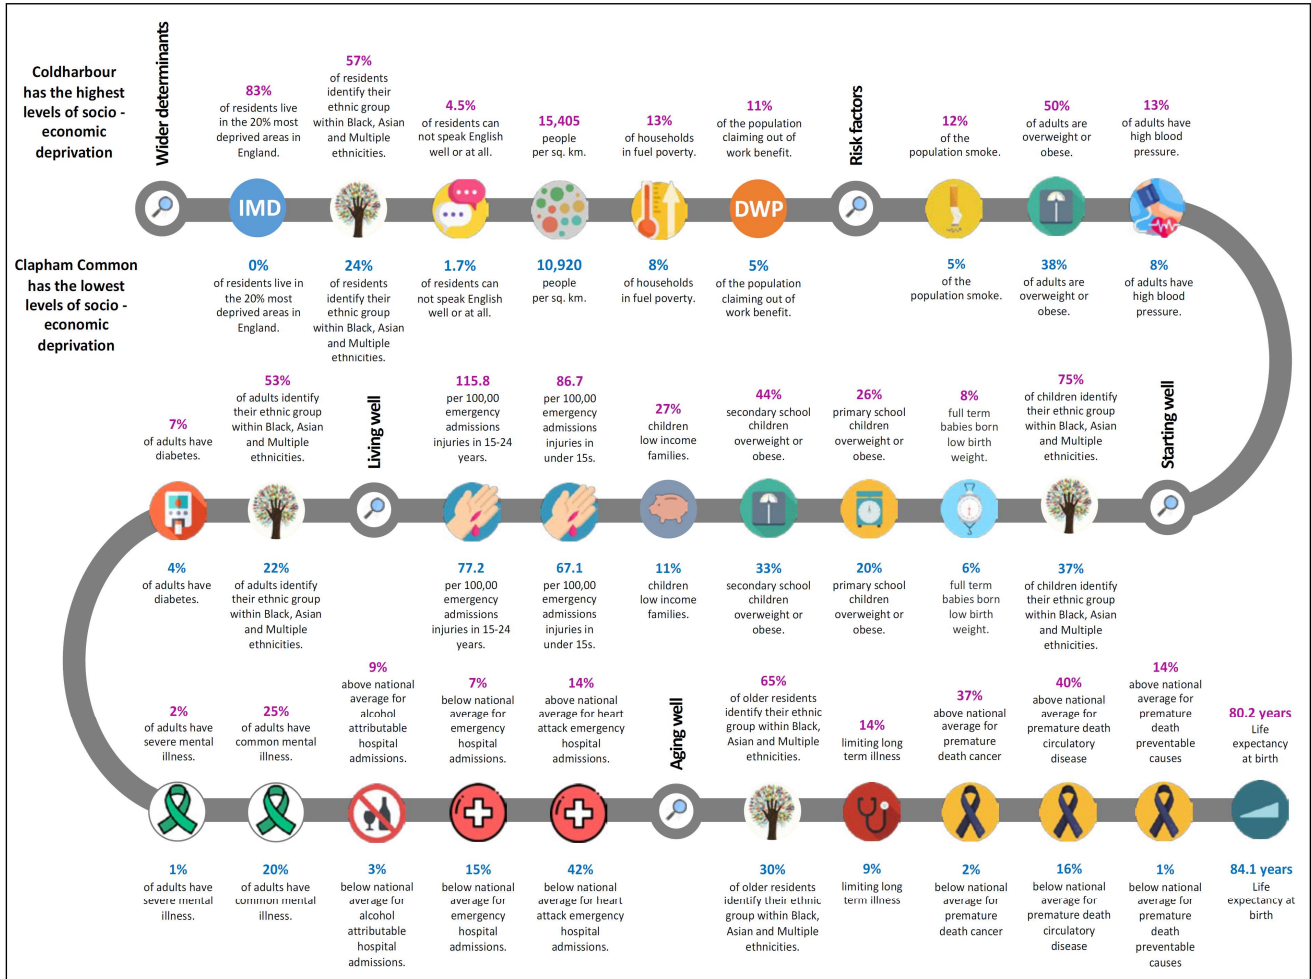 Coldharbour
has the highest
levels of socio -
economic
deprivation
Wider determinants
83%
of residents live
in the 20% most
deprived areas in
England.
57%
of residents
identify their
ethnic group
within Black, Asian
and Multiple
ethnicities.
4.5%
of residents can
not speak English
well or at all.
15,405
people
per sq. km.
13%
of households
in fuel poverty.
11%
of the population
claiming out of
work benefit.
Risk factors
12%
of the
population smoke.
50%
of adults are
overweight or
obese.
13%
of adults have
high blood
pressure.
IMD
DWP
Clapham Common
has the lowest
levels of socio -
economic
deprivation
0%
of residents live in
the 20% most
deprived areas in
England.
24%
of residents
identify their
ethnic group
within Black, Asian
and Multiple
ethnicities.
1.7%
of residents can
not speak English
well or at all.
10,920
people
per sq. km.
8%
of households
in fuel poverty.
5%
of the population
claiming out of
work benefit.
5%
of the
population smoke.
38%
of adults are
overweight or
obese.
8%
of adults have
high blood
pressure.
7%
of adults have
diabetes.
53%
of adults identify
their ethnic group
within Black, Asian
and Multiple
ethnicities.
Living well
115.8
per 100,00
emergency
admissions
injuries in 15-24
years.
86.7
per 100,00
emergency
admissions
injuries in
under 15s.
27%
children
low income
families.
44%
secondary school
children
overweight or
obese.
26%
primary school
children
overweight or
obese.
8%
full term
babies born
low birth
weight.
75%
of children identify
their ethnic group
within Black, Asian
and Multiple
ethnicities.
Starting well
4%
of adults have
diabetes.
22%
of adults identify
their ethnic group
within Black, Asian
and Multiple
ethnicities.
77.2
per 100,00
emergency
admissions
injuries in 15-24
years.
67.1
per 100,00
emergency
admissions
injuries in
under 15s.
11%
children
low income
families.
33%
secondary school
children
overweight or
obese.
20%
primary school
children
overweight or
obese.
6%
full term
babies born
low birth
weight.
37%
of children identify
their ethnic group
within Black, Asian
and Multiple
ethnicities.
2%
of adults have
severe mental
illness.
25%
of adults have
common mental
illness.
9%
above national
average for
alcohol
attributable
hospital
admissions.
7%
below national
average for
emergency
hospital
admissions.
14%
above national
average for heart
attack emergency
hospital
admissions.
Aging well
65%
of older residents
identify their ethnic
group within Black,
Asian and Multiple
ethnicities.
14%
limiting long
term illness
37%
above national
average for
premature
death cancer
40%
above national
average for
premature death
circulatory
disease
14%
above national
average for
premature
death
preventable
causes
80.2 years
Life
expectancy
at birth
1%
of adults have
severe mental
illness.
20%
of adults have
common mental
illness.
3%
below national
average for
alcohol
attributable
hospital
admissions.
15%
below national
average for
emergency
hospital
admissions.
42%
below national
average for heart
attack emergency
hospital
admissions.
30%
of older residents
identify their ethnic
group within Black,
Asian and Multiple
ethnicities.
9%
limiting long
term illness
2%
below national
average for
premature
death cancer
16%
below national
average for
premature death
circulatory
disease
1%
below national
average for
premature
death
preventable
causes
84.1 years
Life
expectancy at
birth